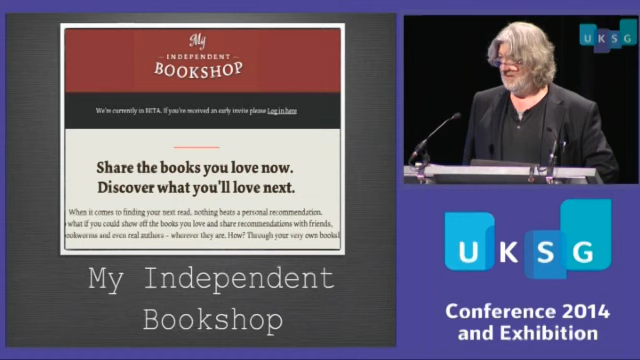 My
INDEPENDENT
BOOKSHOP
We're currently in BETA. If you've received an early invite please Log in here
Share the books you love now.
Discover what you'll love next.
When it comes to finding your next read, nothing beats a personal recommendation.
what if you could show off the books you love and share recommendations with friends,
ookworms and even real authors – wherever they are. How? Through your very own books
My Independent
Bookshop
UKSG
UKSG
Conference 2014
and Exhibition